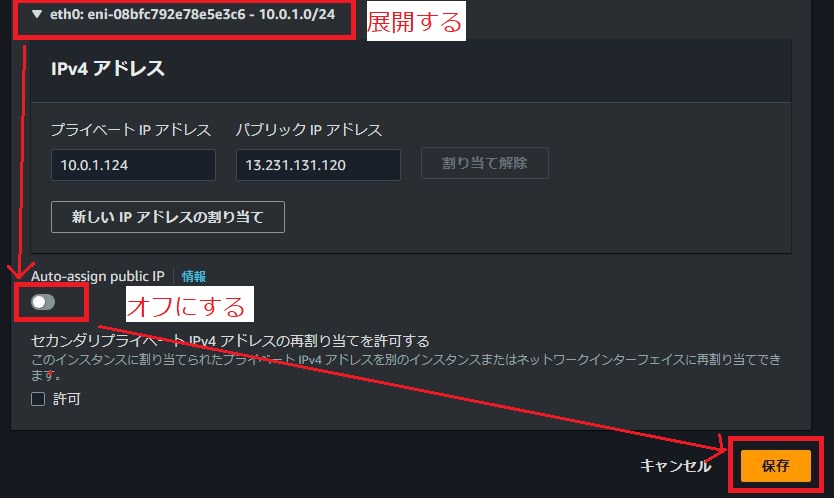 ▼ eth0: eni-08bfc792e78e5e3c6 - 10.0.1.0/24
展開する
IPv4 アドレス
プライベート IP アドレス パブリック IP アドレス
10.0.1.124 13.231.131.120 割り当て解除
新しい IP アドレスの割り当て
Auto-assign public IP 情報
オフにする
セカンダリプライベート IPv4 アドレスの再割り当てを許可する
このインスタンスに割り当てられたプライベート IPv4 アドレスを別のインスタンスまたはネットワークインターフェイスに再割り当てでき
ます。
許可
キャンセル 保存